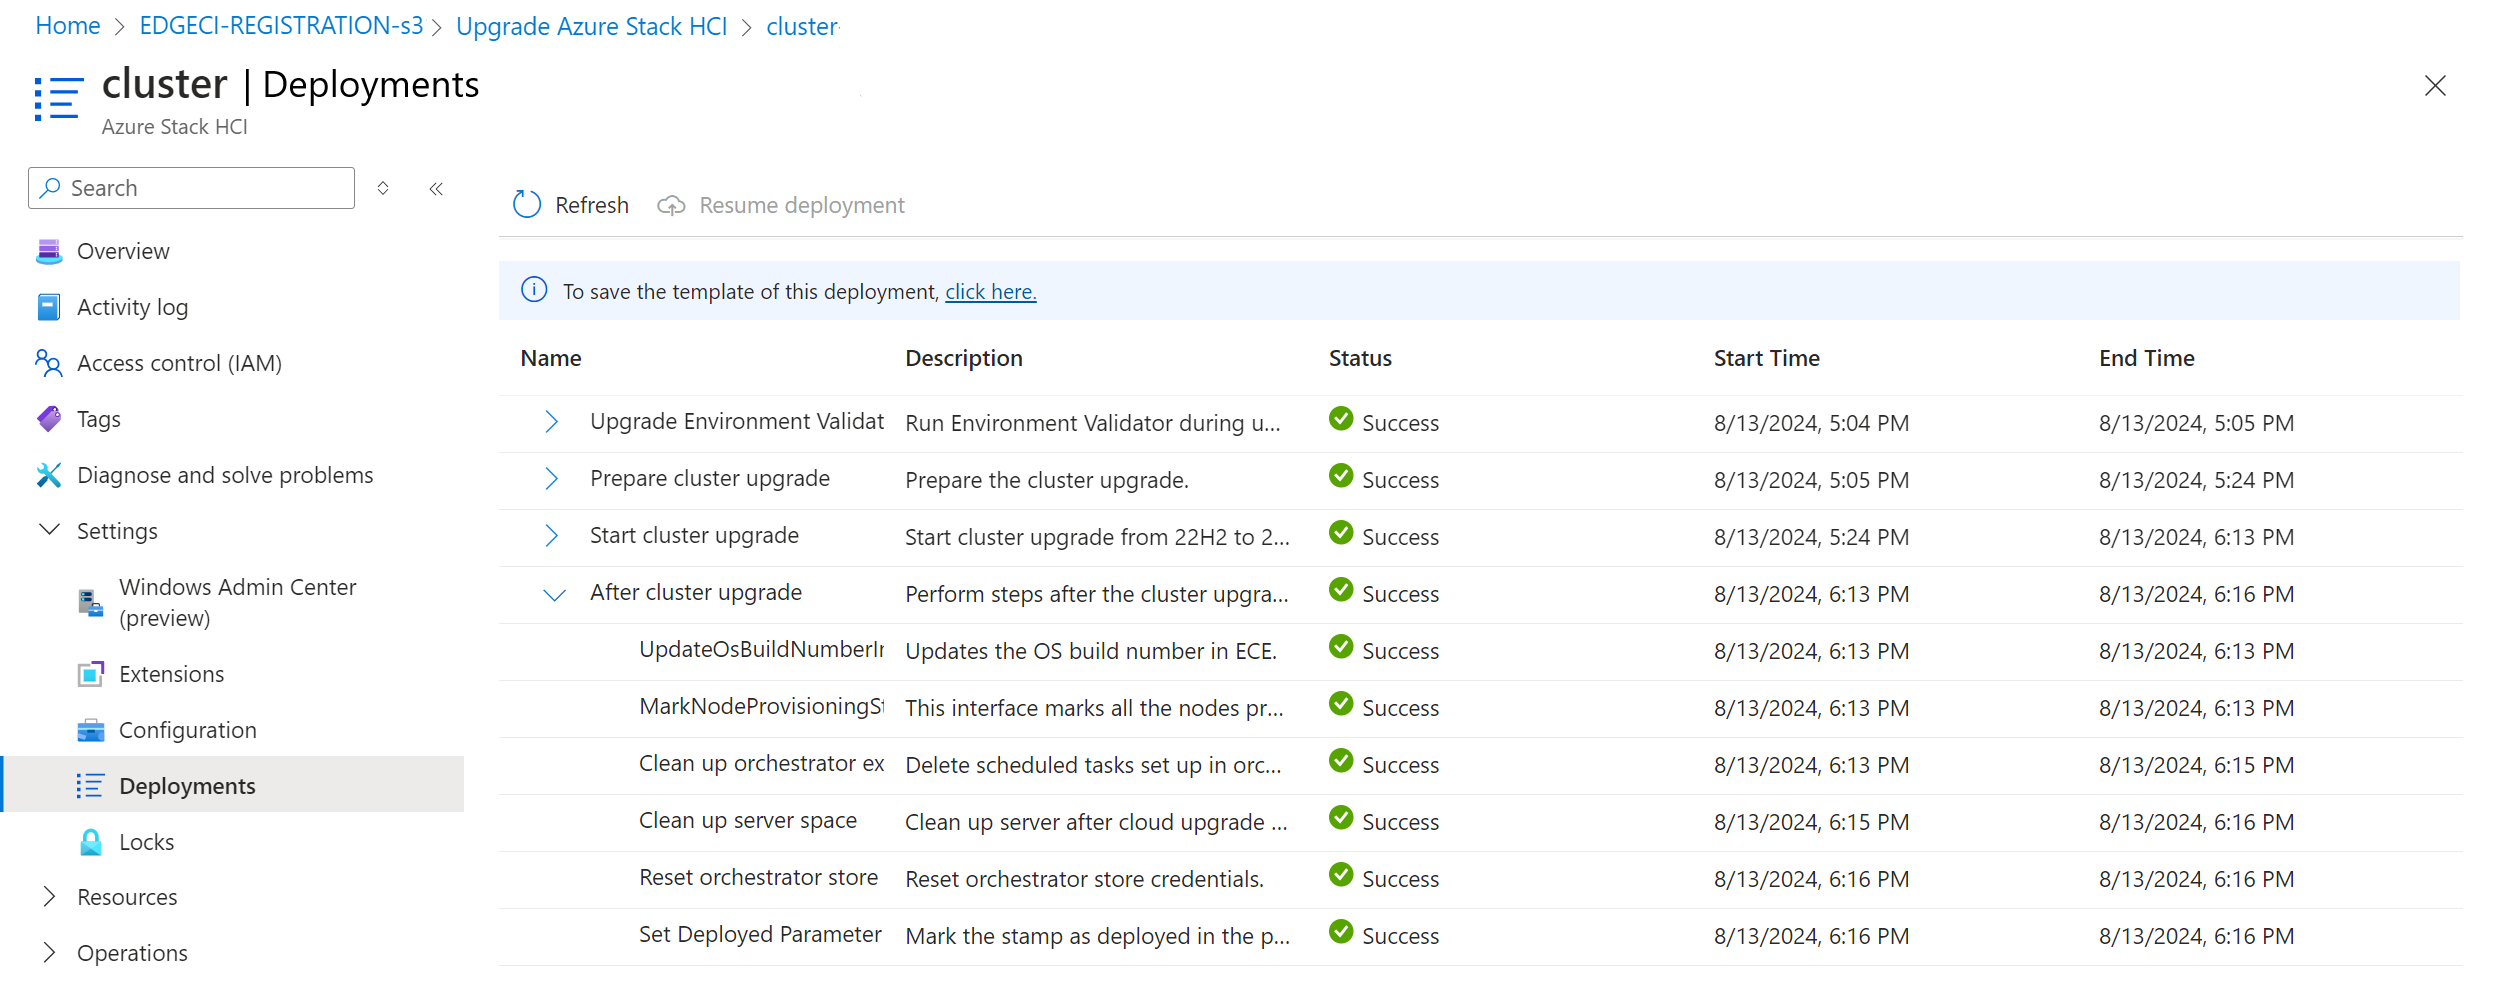 Home > EDGECI-REGISTRATION-s3 > Upgrade Azure Stack HCI > cluster
cluster | Deployments
Azure Stack HCI
Search
Overview
Activity log
Access control (IAM)
Tags
Diagnose and solve problems
Settings
Windows Admin Center
(preview)
Extensions
Configuration
Deployments
Locks
Resources
Operations
Refresh Resume deployment
To save the template of this deployment, click here.
Name Description Status Start Time End Time
Upgrade Environment Validat Run Environment Validator during u... Success 8/13/2024, 5:04 PM 8/13/2024, 5:05 PM
Prepare cluster upgrade Prepare the cluster upgrade. Success 8/13/2024, 5:05 PM 8/13/2024, 5:24 PM
Start cluster upgrade Start cluster upgrade from 22H2 to 2... Success 8/13/2024, 5:24 PM 8/13/2024, 6:13 PM
After cluster upgrade Perform steps after the cluster upgra... Success 8/13/2024, 6:13 PM 8/13/2024, 6:16 PM
UpdateOsBuildNumberIn Updates the OS build number in ECE. Success 8/13/2024, 6:13 PM 8/13/2024, 6:13 PM
MarkNodeProvisioningSt This interface marks all the nodes pr... Success 8/13/2024, 6:13 PM 8/13/2024, 6:13 PM
Clean up orchestrator ex Delete scheduled tasks set up in orc... Success 8/13/2024, 6:13 PM 8/13/2024, 6:15 PM
Clean up server space Clean up server after cloud upgrade ... Success 8/13/2024, 6:15 PM 8/13/2024, 6:16 PM
Reset orchestrator store Reset orchestrator store credentials. Success 8/13/2024, 6:16 PM 8/13/2024, 6:16 PM
Set Deployed Parameter Mark the stamp as deployed in the p... Success 8/13/2024, 6:16 PM 8/13/2024, 6:16 PM